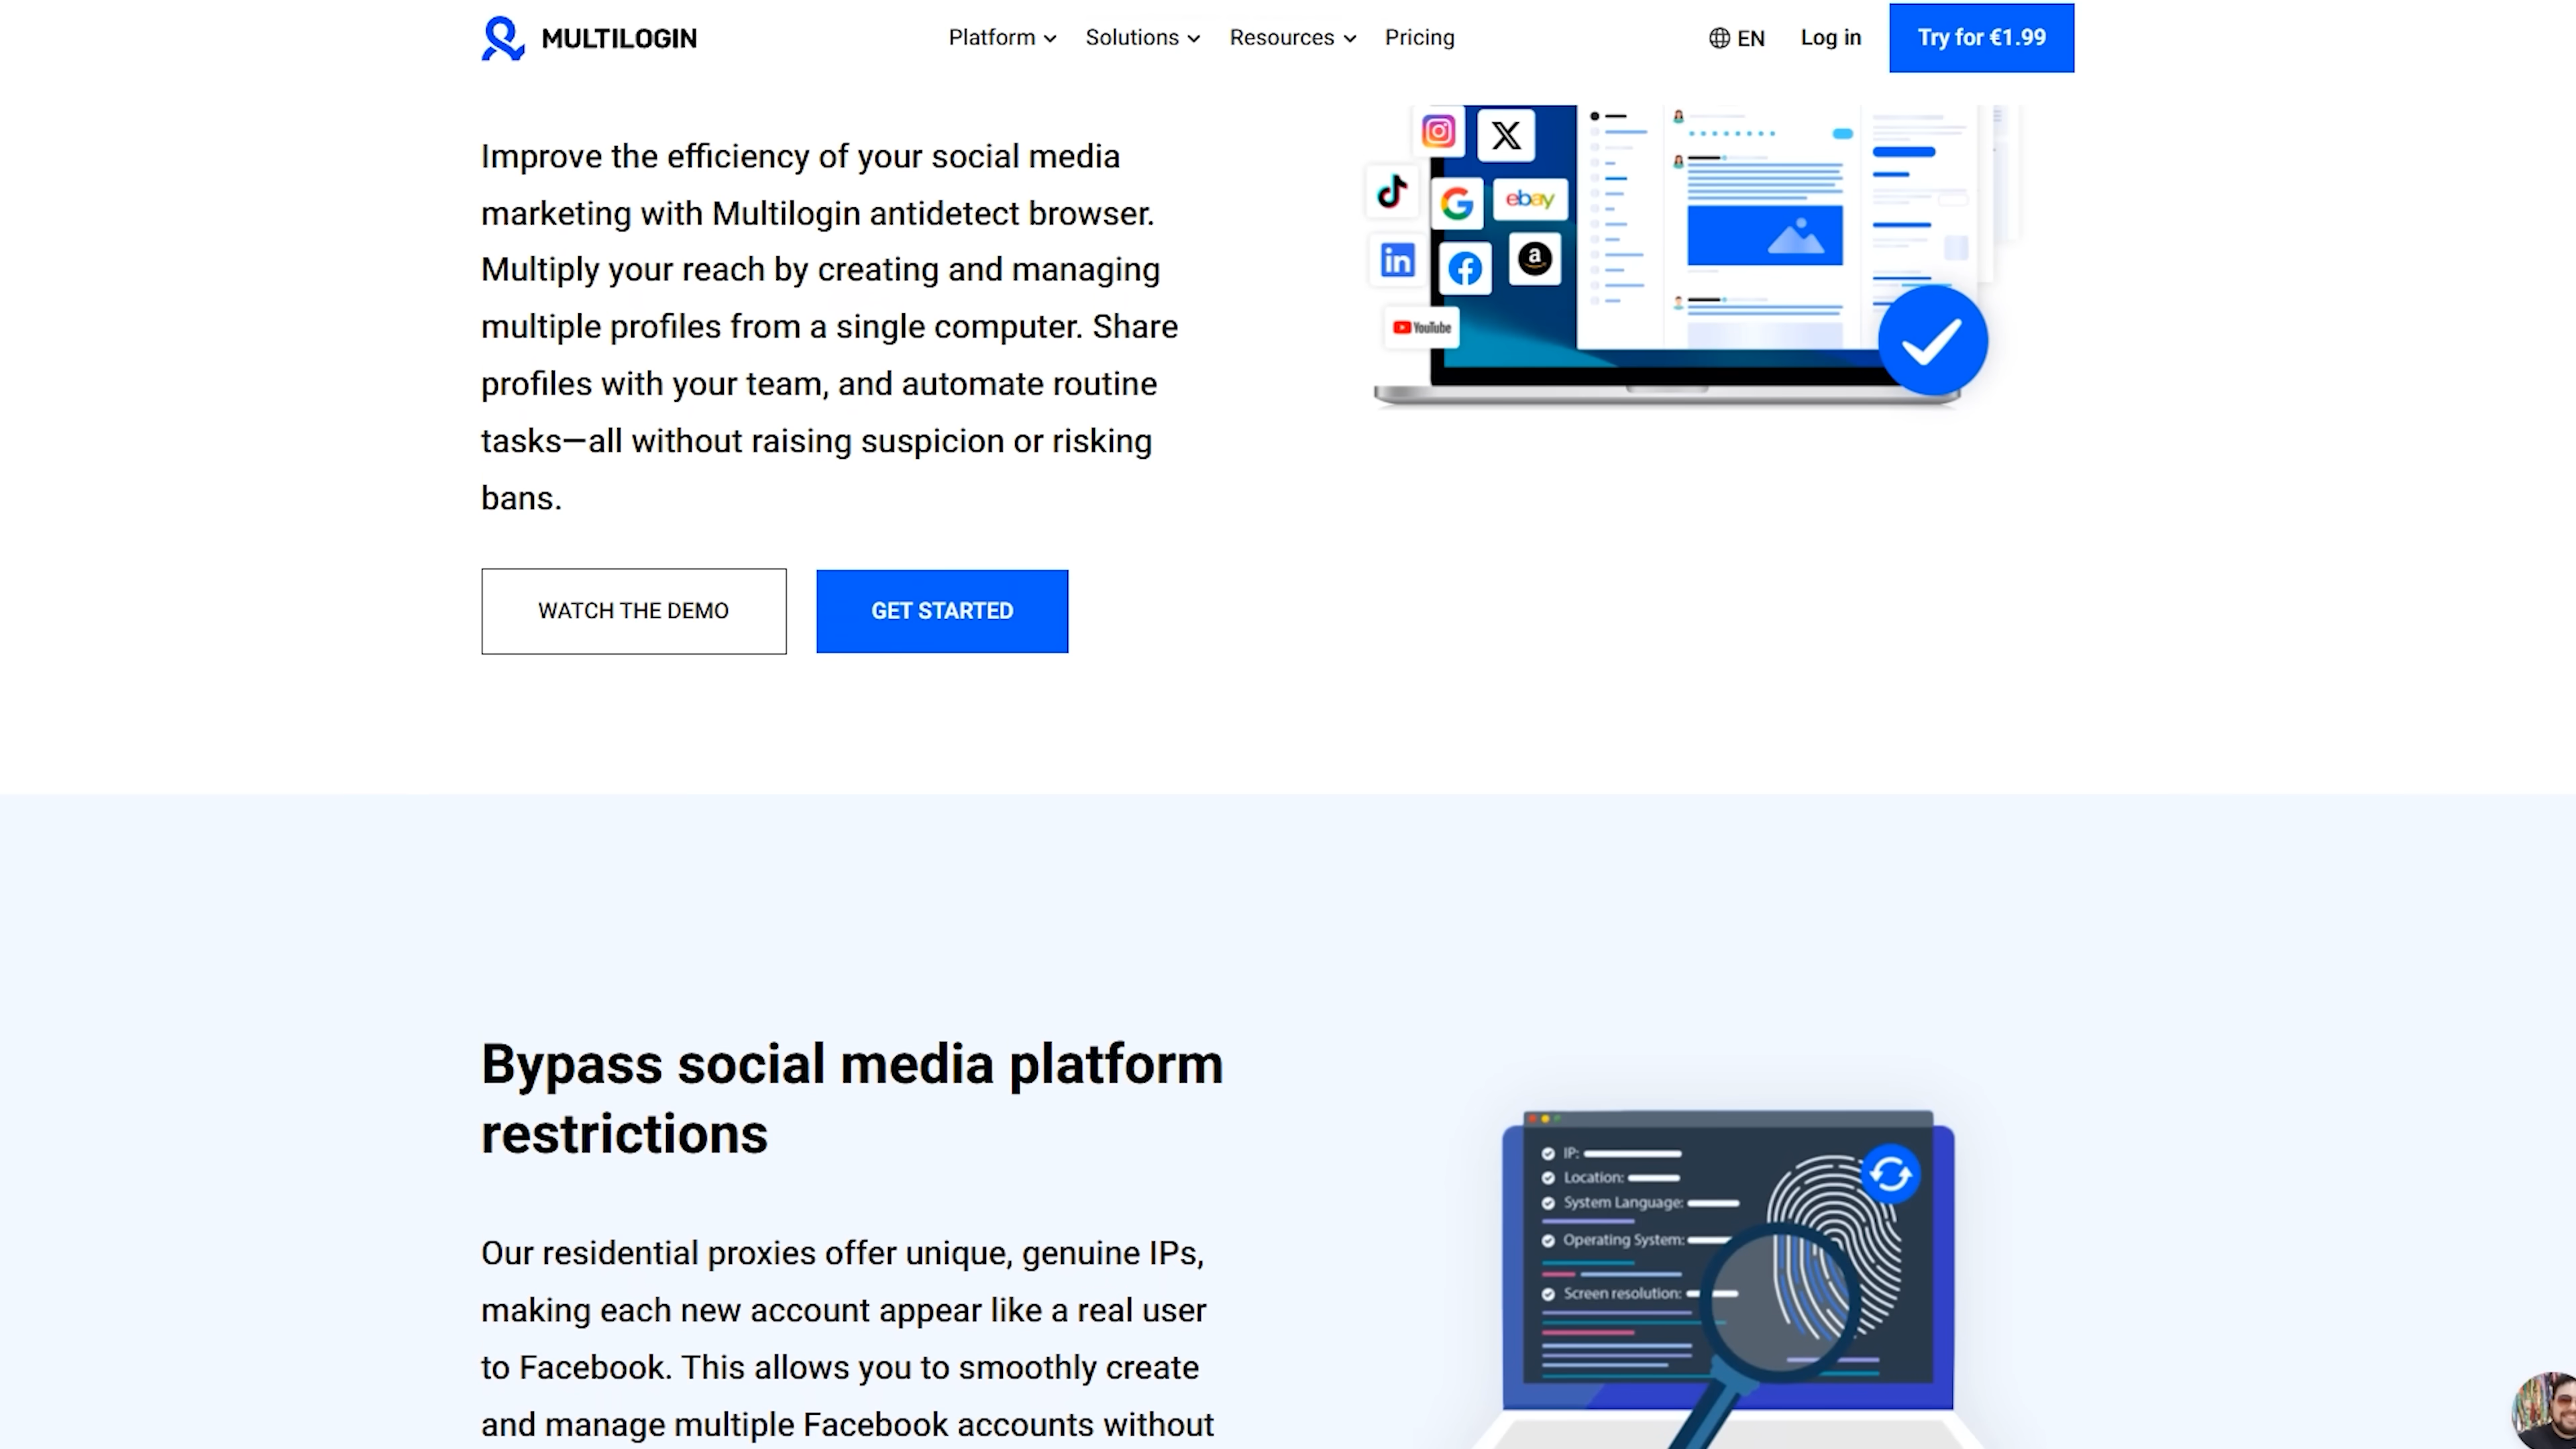 MULTILOGIN
Platform
Solutions
Resources
Pricing
EN
Log in
Try for €1.99
Improve the efficiency of your social media
marketing with Multilogin antidetect browser.
Multiply your reach by creating and managing
multiple profiles from a single computer. Share
profiles with your team, and automate routine
tasks—all without raising suspicion or risking
bans.
ebay
in
a
YouTube
WATCH THE DEMO
GET STARTED
Bypass social media platform
restrictions
Our residential proxies offer unique, genuine IPs,
making each new account appear like a real user
to Facebook. This allows you to smoothly create
and manage multiple Facebook accounts without
IP:
Location:
System Language:
Operating System:
Screen resolution: